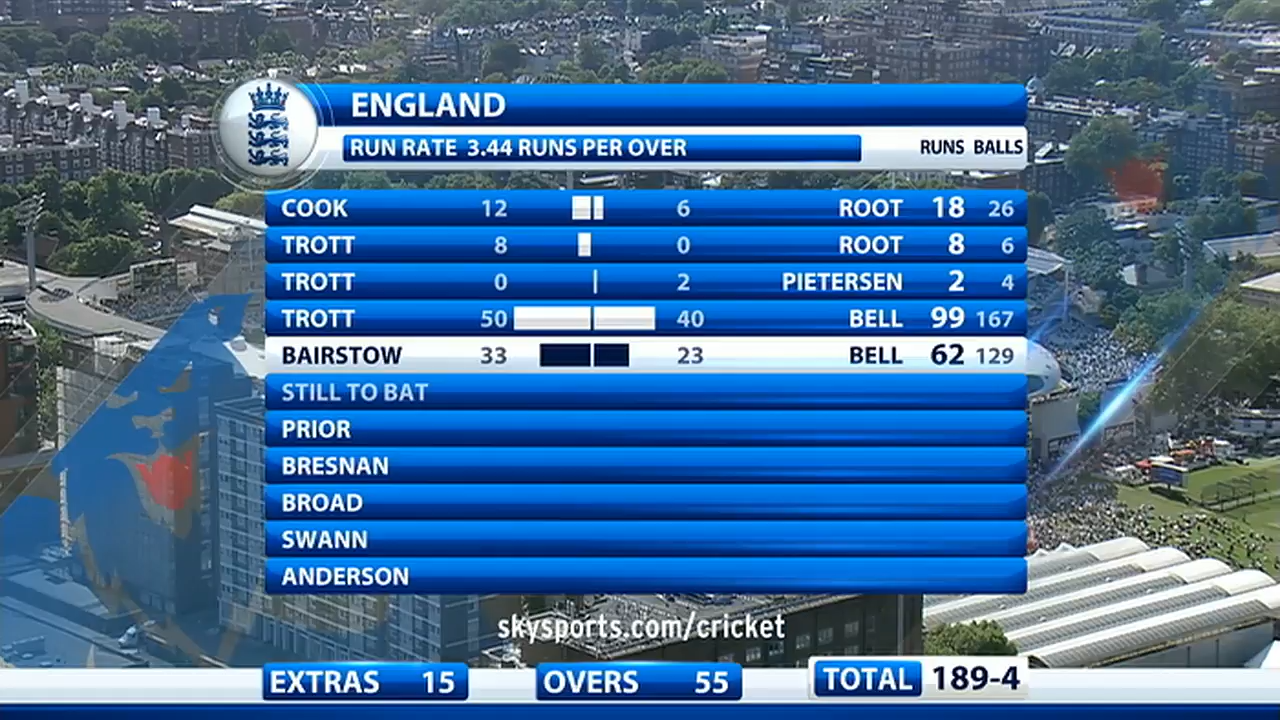 ENGLAND
RUN RATE 3.44 RUNS PER OVER RUNS BALLS
COOK 12 6 ROOT 18 26
TROTT 8 0 ROOT 8 6
TROTT 0 2 PIETERSEN 2 4
TROTT 50 40 BELL 99 167
BAIRSTOW 33 23 BELL 62 129
STILL TO BAT
PRIOR
BRESNAN
BROAD
SWANN
ANDERSON
skysports.com/cricket
EXTRAS 15 OVERS 55 TOTAL 189-4